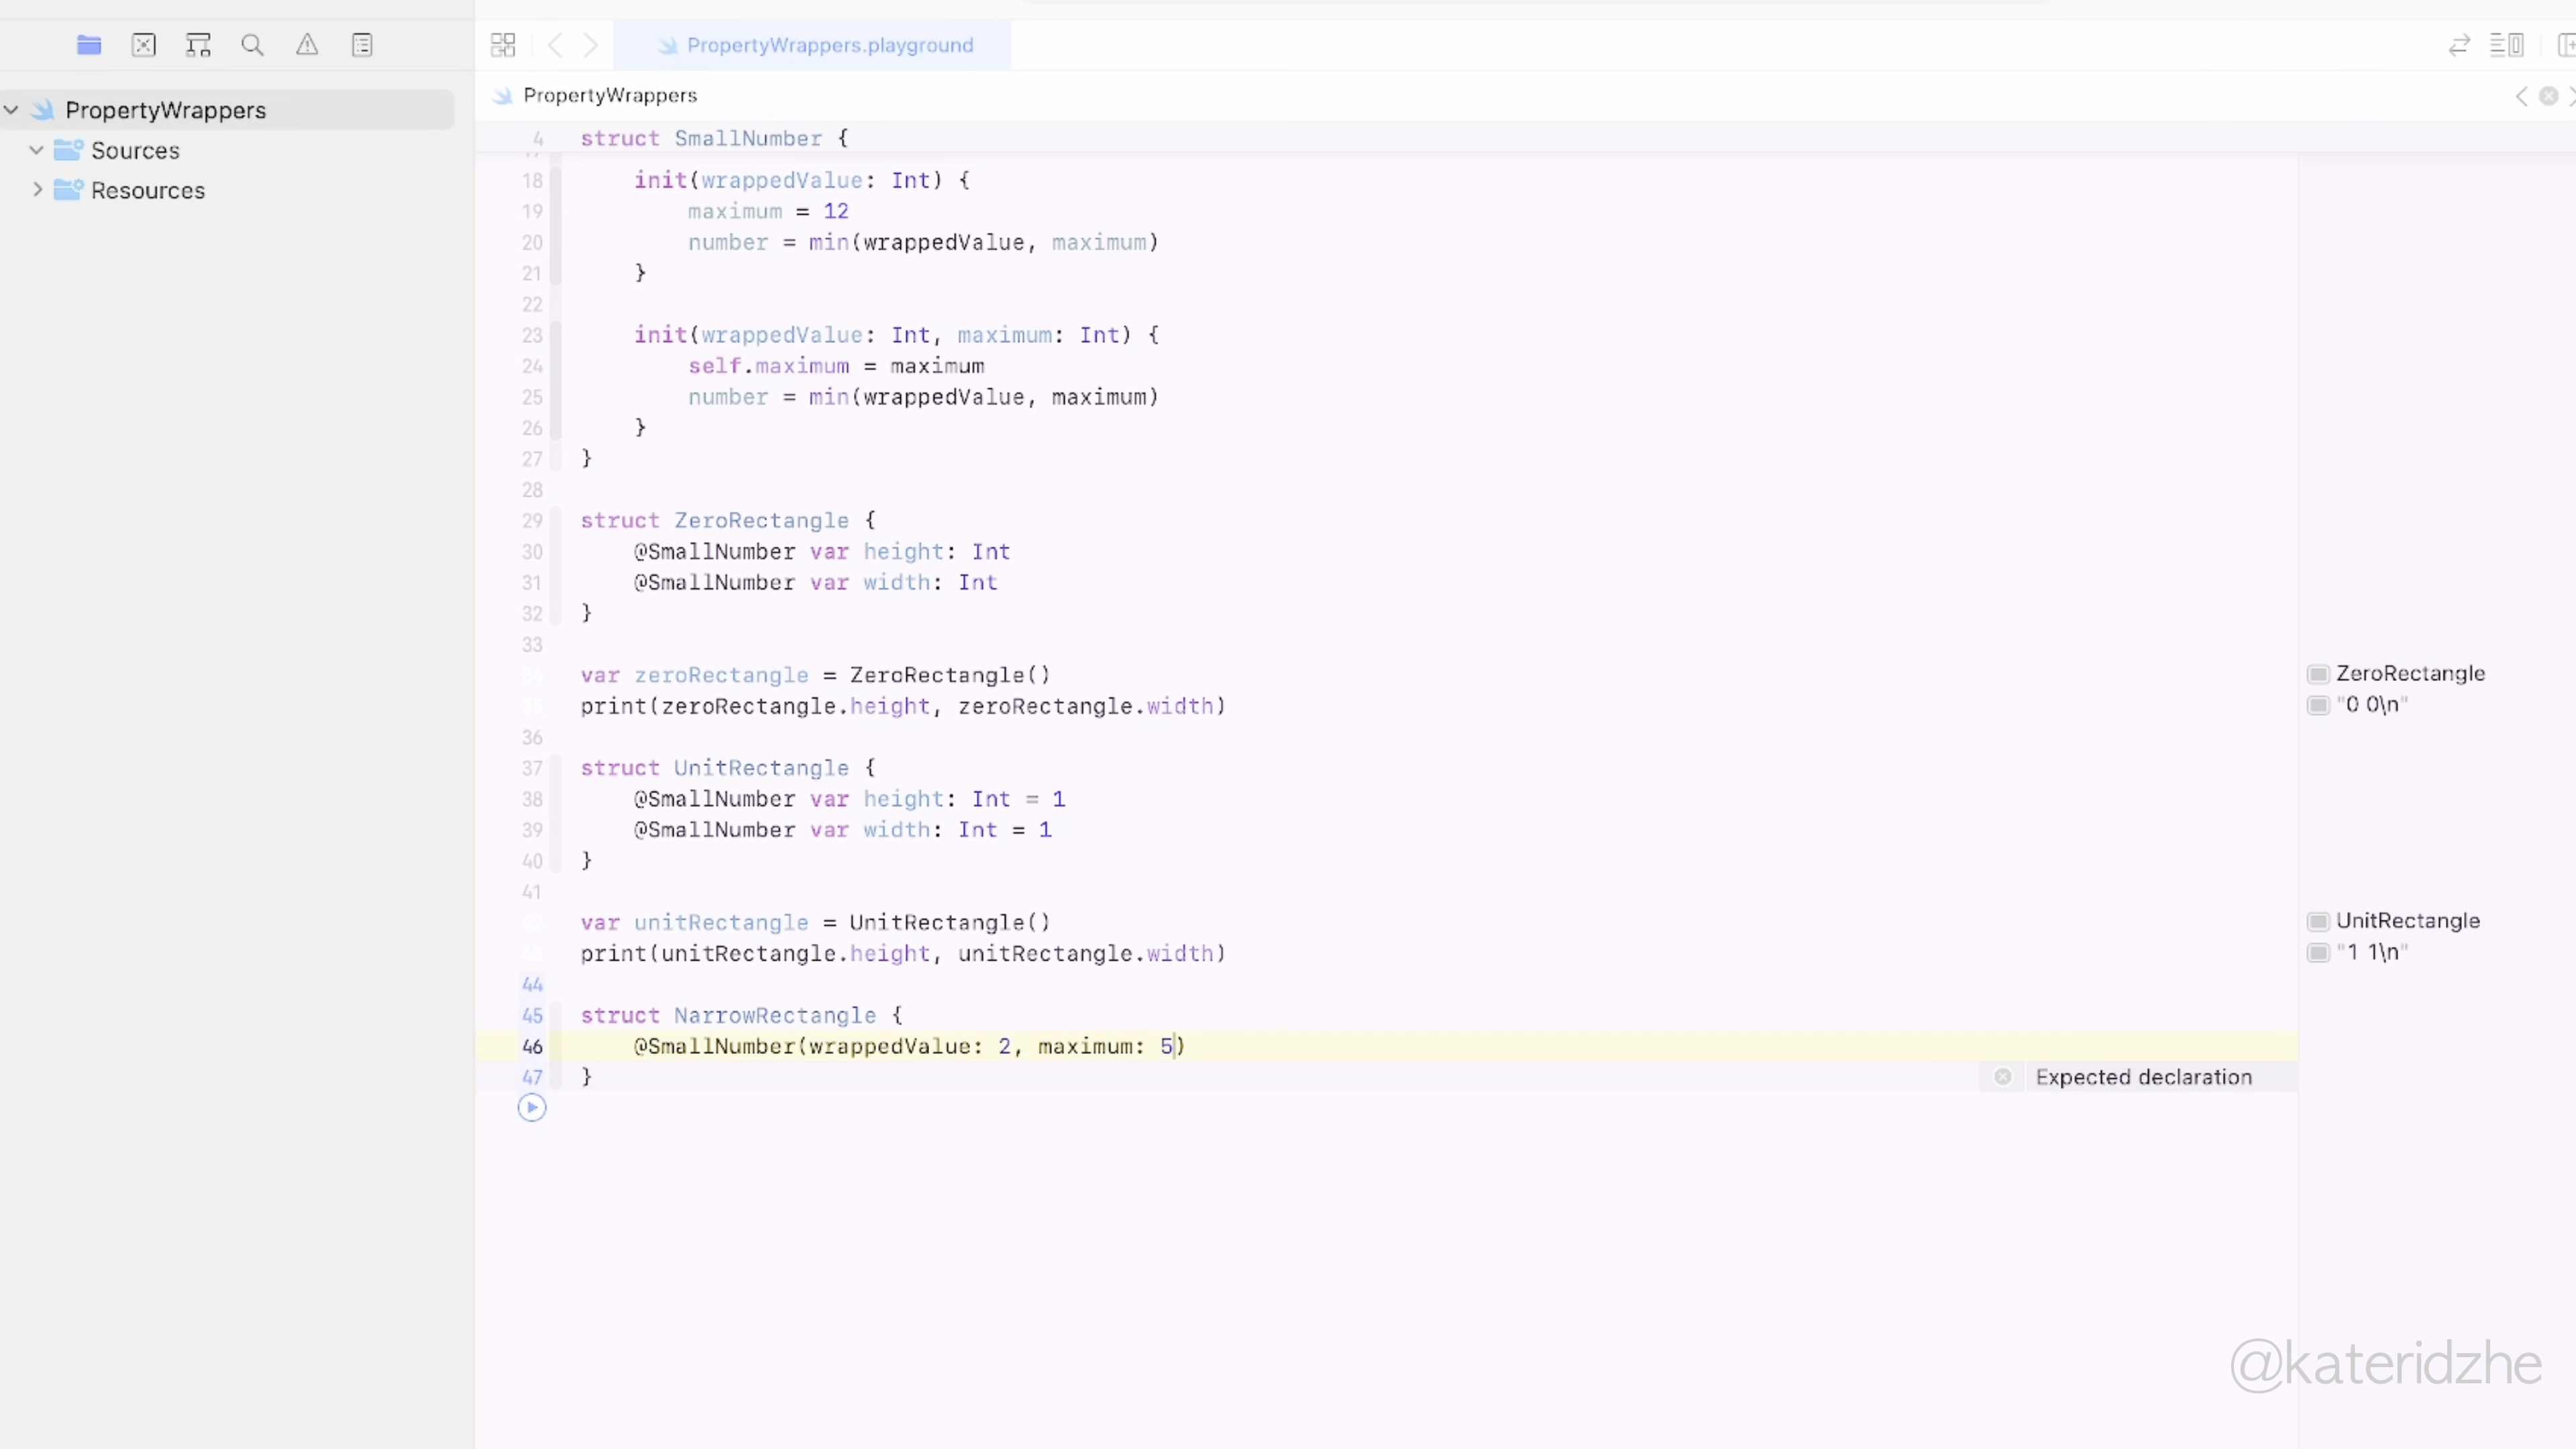 PropertyWrappers.playground
PropertyWrappers
PropertyWrappers
Sources
Resources
4 struct SmallNumber {
18 init(wrappedValue: Int) {
19 maximum = 12
20 number = min(wrappedValue, maximum)
21 }
22
23 init(wrappedValue: Int, maximum: Int) {
24 self.maximum = maximum
25 number = min(wrappedValue, maximum)
26 }
27 }
28
29 struct ZeroRectangle {
30 @SmallNumber var height: Int
31 @SmallNumber var width: Int
32 }
33
34 var zeroRectangle = ZeroRectangle()
ZeroRectangle
35 print(zeroRectangle.height, zeroRectangle.width)
"0 0\n"
36
37 struct UnitRectangle {
38 @SmallNumber var height: Int = 1
39 @SmallNumber var width: Int = 1
40 }
41
42 var unitRectangle = UnitRectangle()
UnitRectangle
43 print(unitRectangle.height, unitRectangle.width)
"1 1\n"
44
45 struct NarrowRectangle {
46 @SmallNumber(wrappedValue: 2, maximum: 5)
47 }
Expected declaration
@kateridzhe